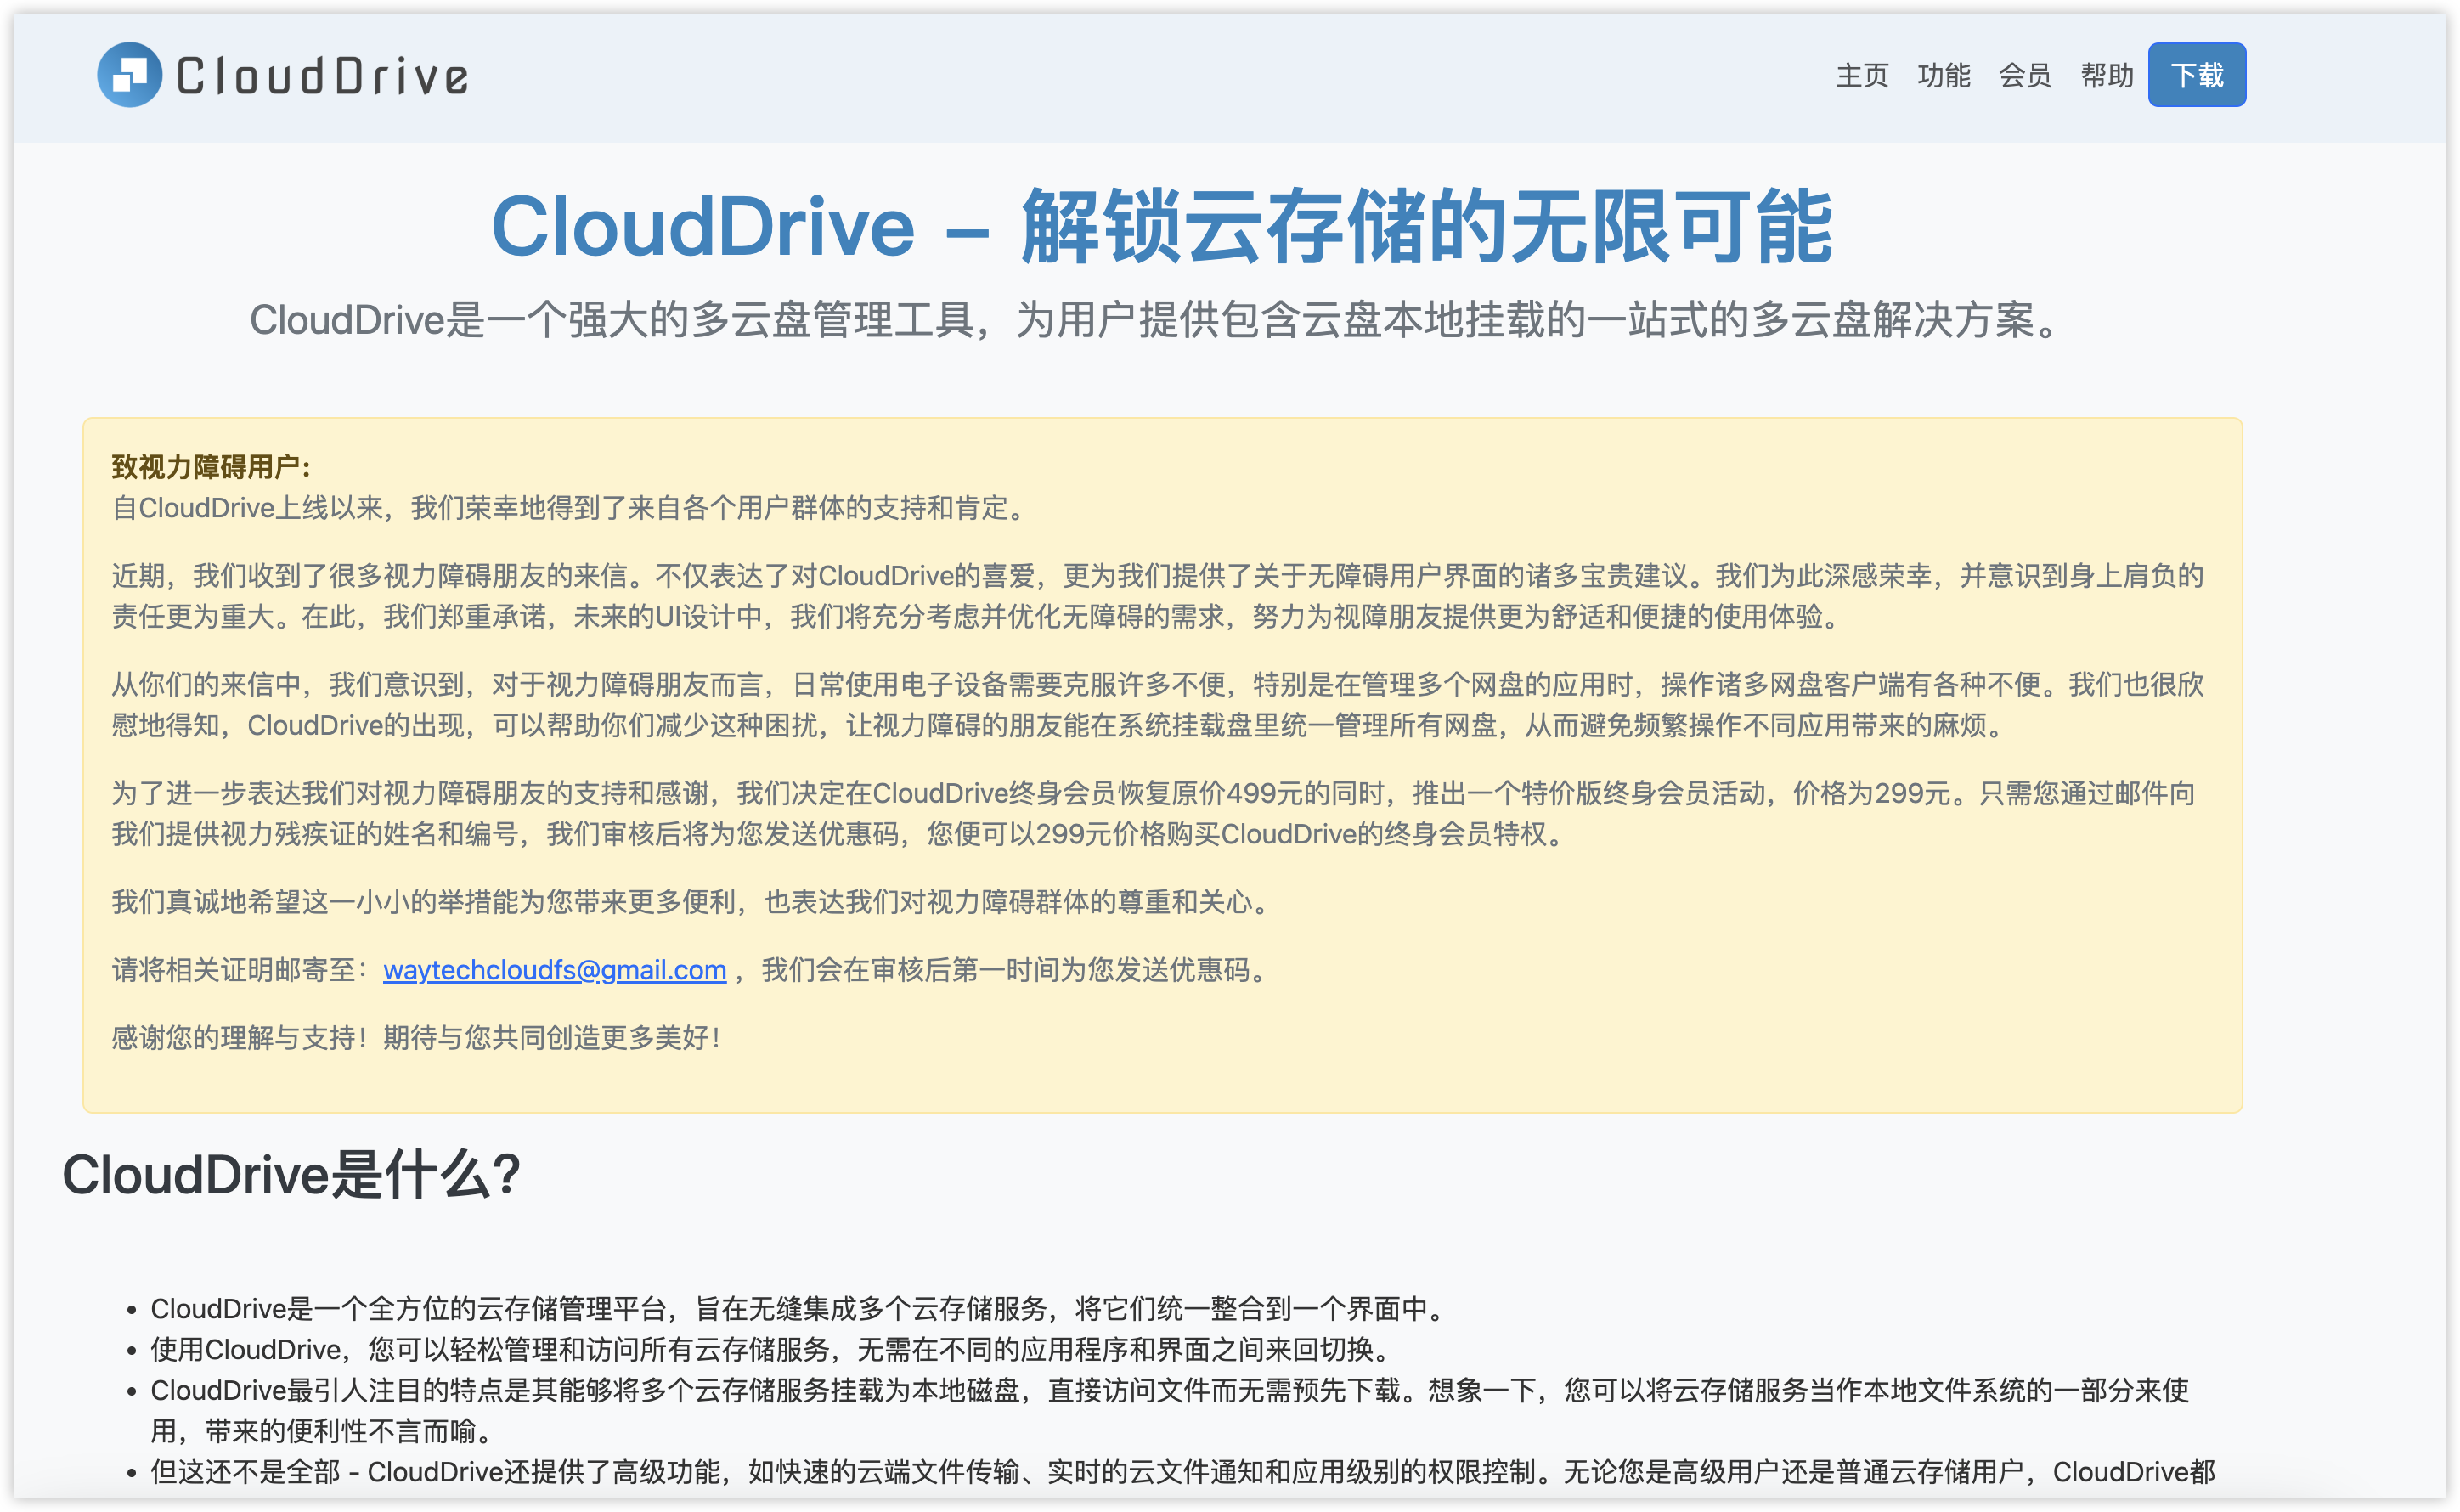 CloudDrive
主页 功能 会员 帮助 下载
CloudDrive – 解锁云存储的无限可能
CloudDrive是一个强大的多云盘管理工具，为用户提供包含云盘本地挂载的一站式的多云盘解决方案。
致视力障碍用户:
自CloudDrive上线以来，我们荣幸地得到了来自各个用户群体的支持和肯定。
近期，我们收到了很多视力障碍朋友的来信。不仅表达了对CloudDrive的喜爱，更为我们提供了关于无障碍用户界面的诸多宝贵建议。我们为此深感荣幸，并意识到身上肩负的
责任更为重大。在此，我们郑重承诺，未来的UI设计中，我们将充分考虑并优化无障碍的需求，努力为视障朋友提供更为舒适和便捷的使用体验。
从你们的来信中，我们意识到，对于视力障碍朋友而言，日常使用电子设备需要克服许多不便，特别是在管理多个网盘的应用时，操作诸多网盘客户端有各种不便。我们也很欣
慰地得知，CloudDrive的出现，可以帮助你们减少这种困扰，让视力障碍的朋友能在系统挂载盘里统一管理所有网盘，从而避免频繁操作不同应用带来的麻烦。
为了进一步表达我们对视力障碍朋友的支持和感谢，我们决定在CloudDrive终身会员恢复原价499元的同时，推出一个特价版终身会员活动，价格为299元。只需您通过邮件向
我们提供视力残疾证的姓名和编号，我们审核后将为您发送优惠码，您便可以299元价格购买CloudDrive的终身会员特权。
我们真诚地希望这一小小的举措能为您带来更多便利，也表达我们对视力障碍群体的尊重和关心。
请将相关证明邮寄至：waytechcloudfs@gmail.com ，我们会在审核后第一时间为您发送优惠码。
感谢您的理解与支持！期待与您共同创造更多美好！
CloudDrive是什么?
• CloudDrive是一个全方位的云存储管理平台，旨在无缝集成多个云存储服务，将它们统一整合到一个界面中。
• 使用CloudDrive，您可以轻松管理和访问所有云存储服务，无需在不同的应用程序和界面之间来回切换。
• CloudDrive最引人注目的特点是其能够将多个云存储服务挂载为本地磁盘，直接访问文件而无需预先下载。想象一下，您可以将云存储服务当作本地文件系统的一部分来使
用，带来的便利性不言而喻。
• 但这还不是全部 - CloudDrive还提供了高级功能，如快速的云端文件传输、实时的云文件通知和应用级别的权限控制。无论您是高级用户还是普通云存储用户，CloudDrive都